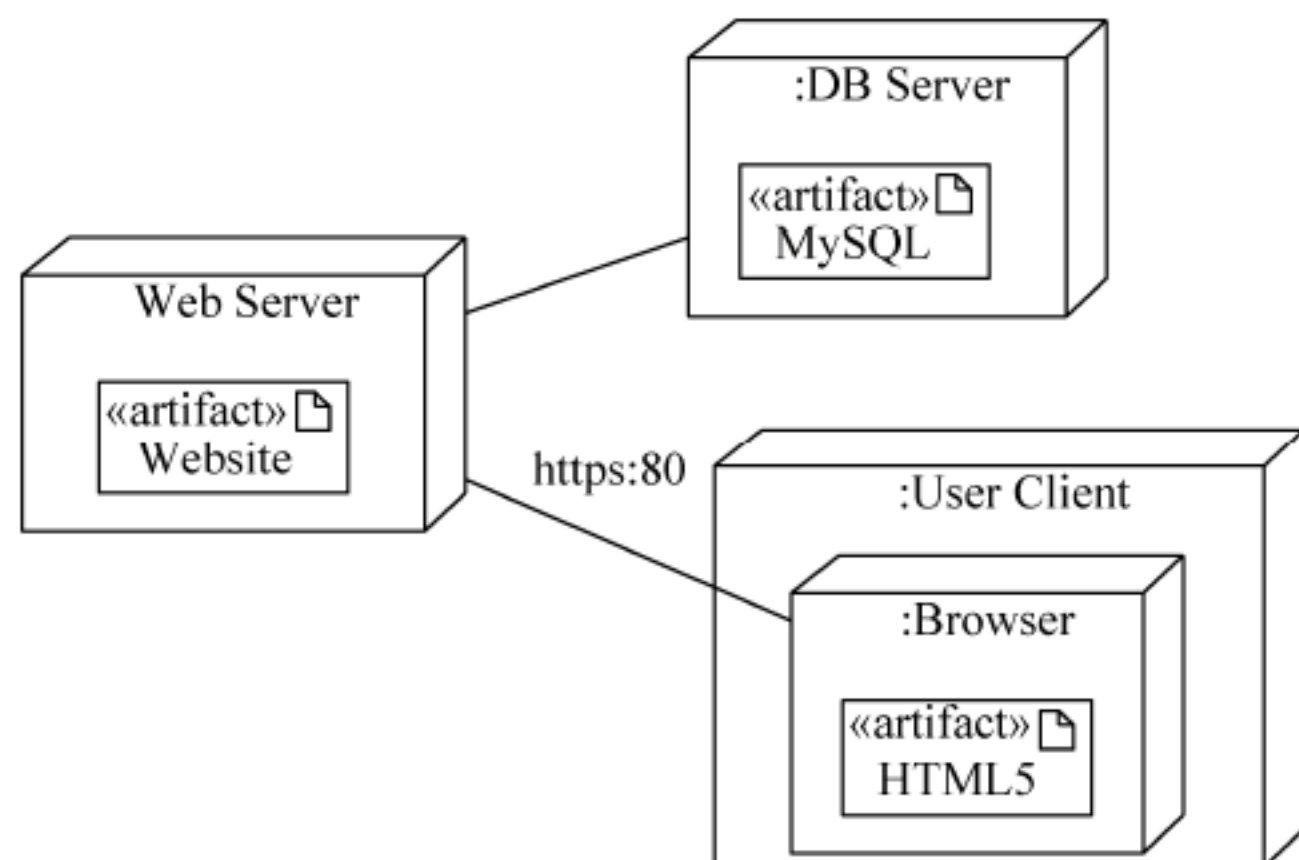 :DB Server
«artifact»
MySQL
Web Server
«artifact»
Website
https:80
:User Client
:Browser
«artifact»
HTML5